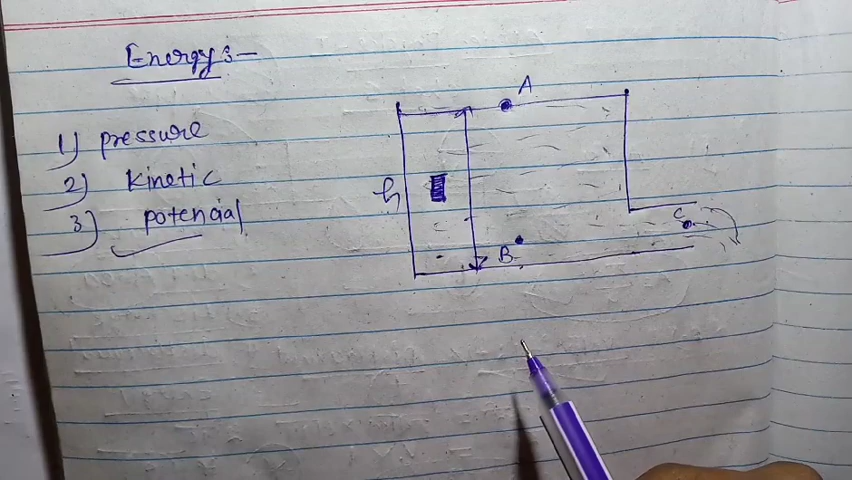 Energy :-
1) pressure
2) Kinetic
3) potencial
A
h
B
C